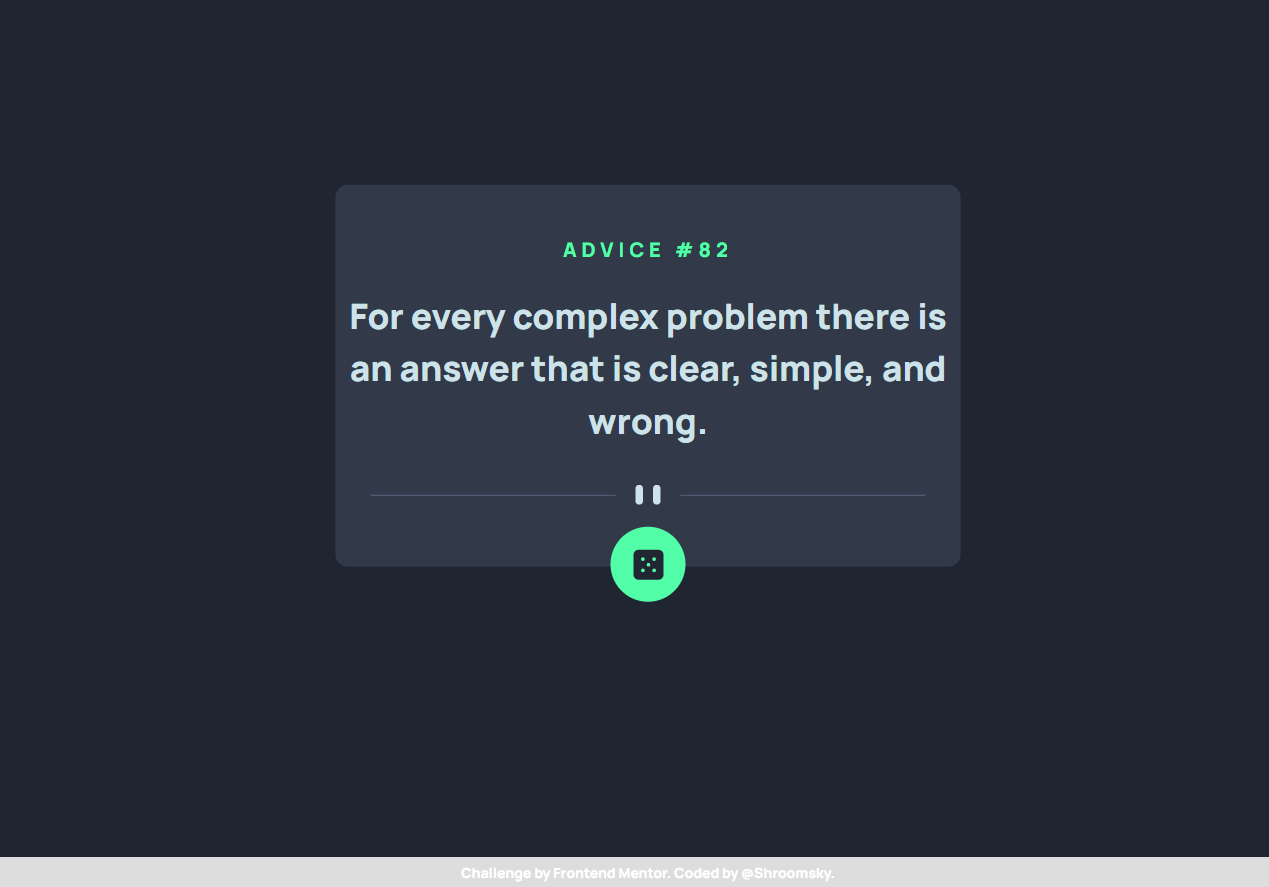 ADVICE #82
For every complex problem there is
an answer that is clear, simple, and
wrong.
Challenge by Frontend Mentor. Coded by @Shroomsky.